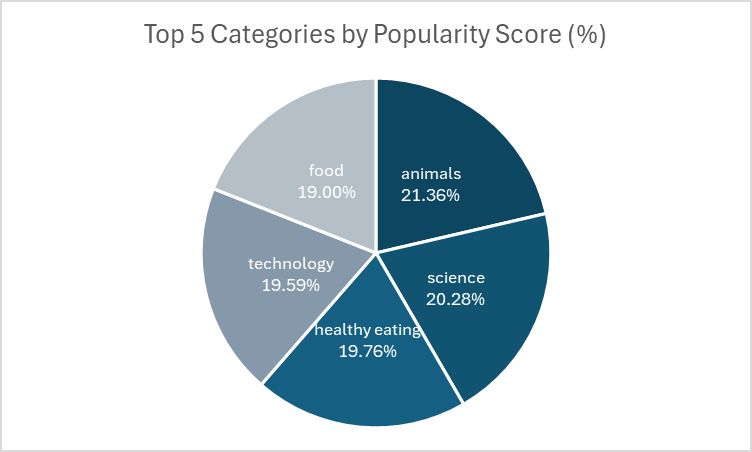 Top 5 Categories by Popularity Score (%)
food
19.00%
animals
21.36%
technology
19.59%
science
20.28%
healthy eating
19.76%